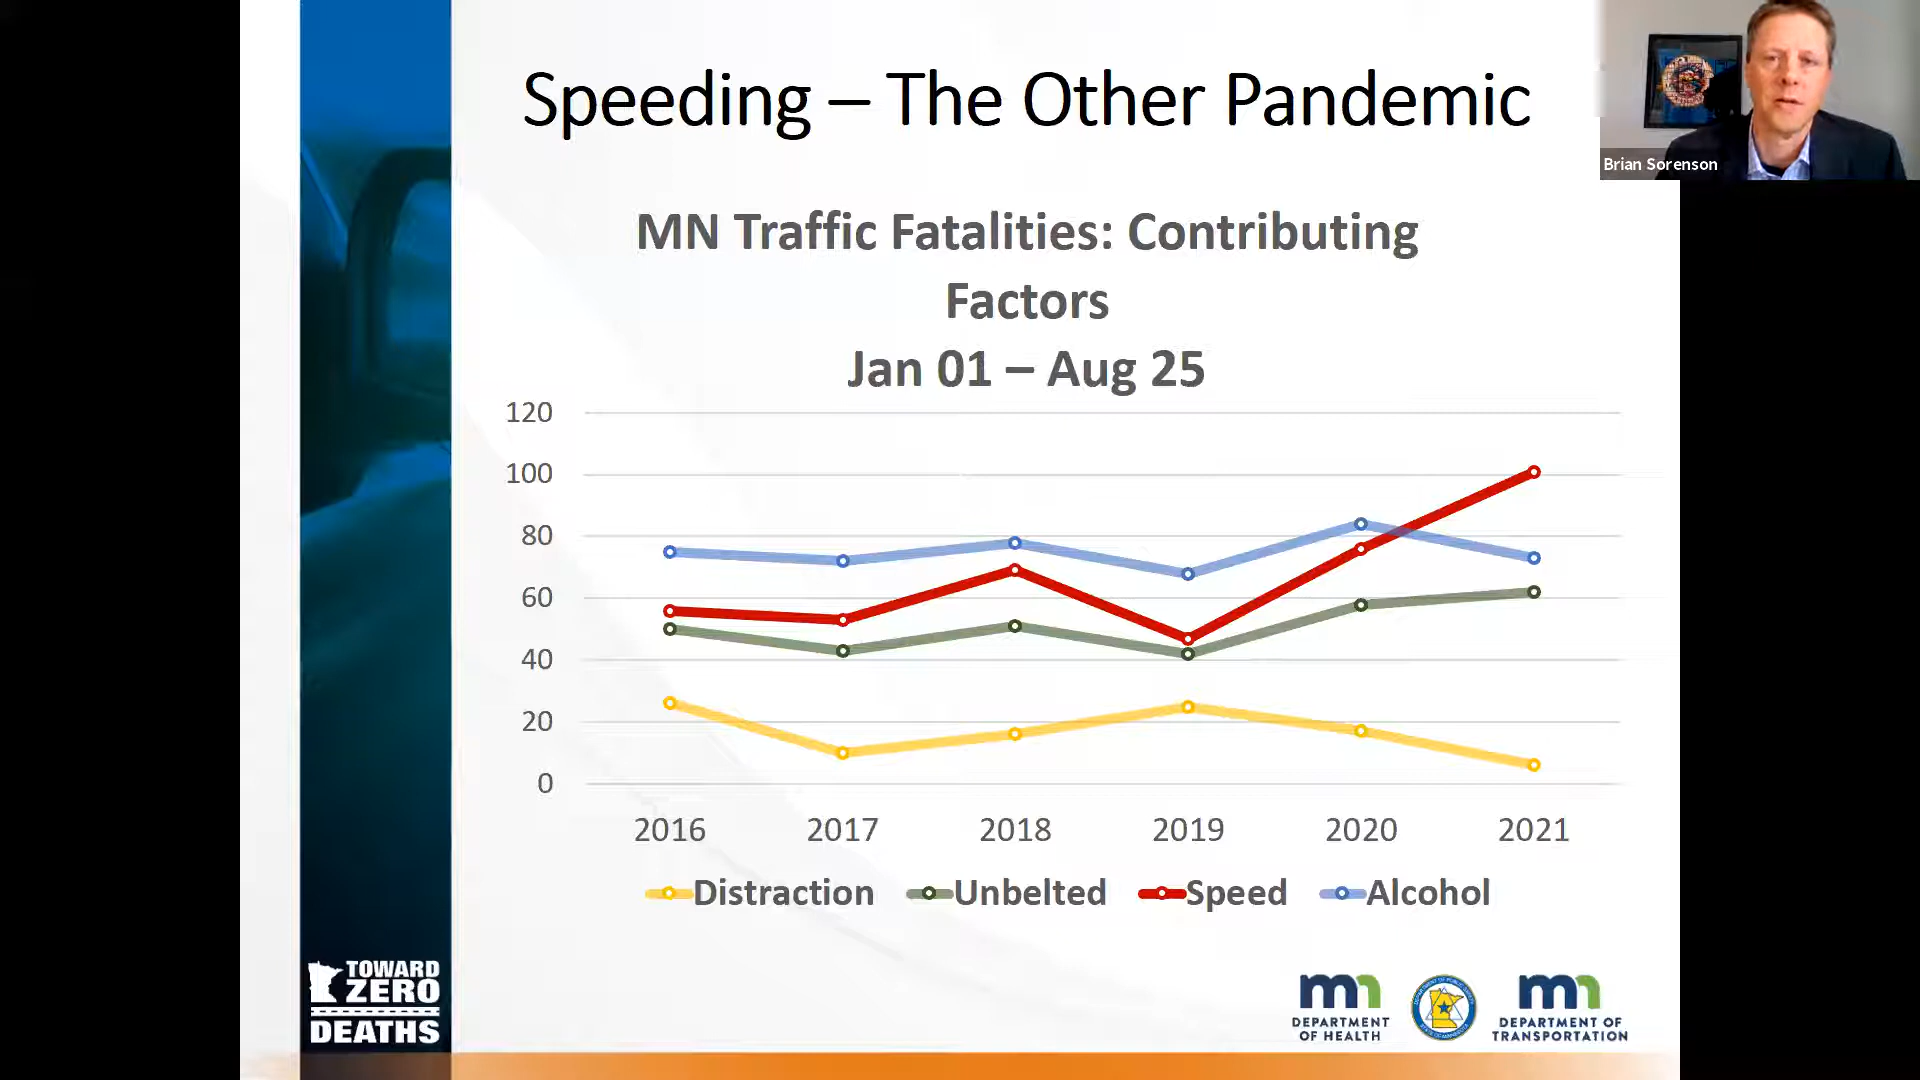 Speeding – The Other Pandemic
Brian Sorenson
MN Traffic Fatalities: Contributing
Factors
Jan 01 – Aug 25
120
100
80
60
40
20
0
2016 2017 2018 2019 2020 2021
Distraction Unbelted Speed Alcohol
TOWARD
ZERO
DEATHS
DEPARTMENT
OF HEALTH
DEPARTMENT OF
TRANSPORTATION